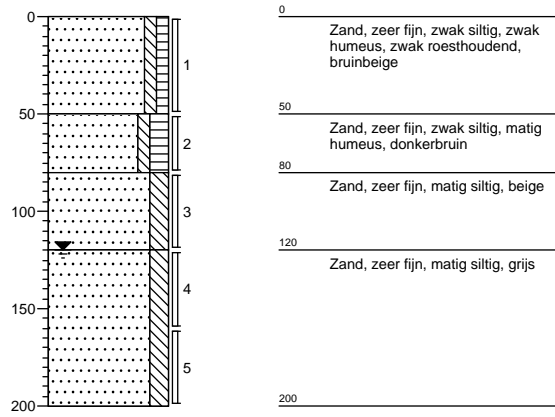 0
50
100
150
200
1
2
3
4
5
0
Zand, zeer fijn, zwak siltig, zwak
humeus, zwak roesthoudend,
bruinbeige
50
Zand, zeer fijn, zwak siltig, matig
humeus, donkerbruin
80
Zand, zeer fijn, matig siltig, beige
120
Zand, zeer fijn, matig siltig, grijs
200